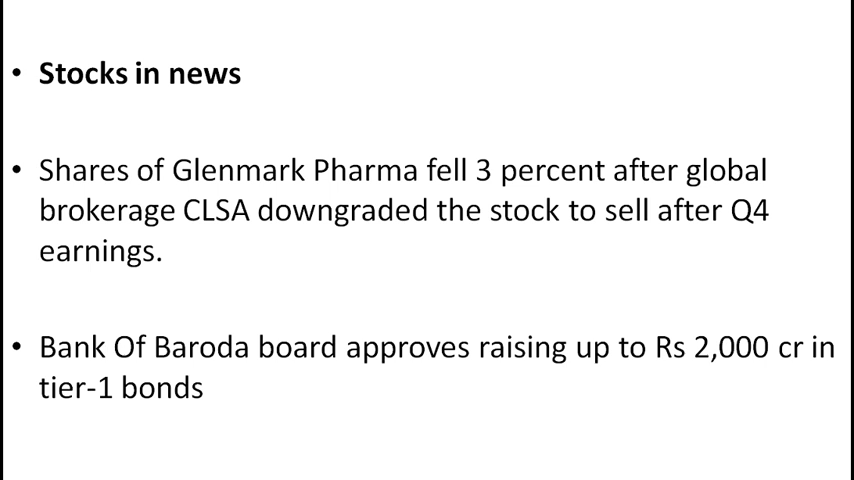 • Stocks in news
• Shares of Glenmark Pharma fell 3 percent after global
brokerage CLSA downgraded the stock to sell after Q4
earnings.
• Bank Of Baroda board approves raising up to Rs 2,000 cr in
tier-1 bonds